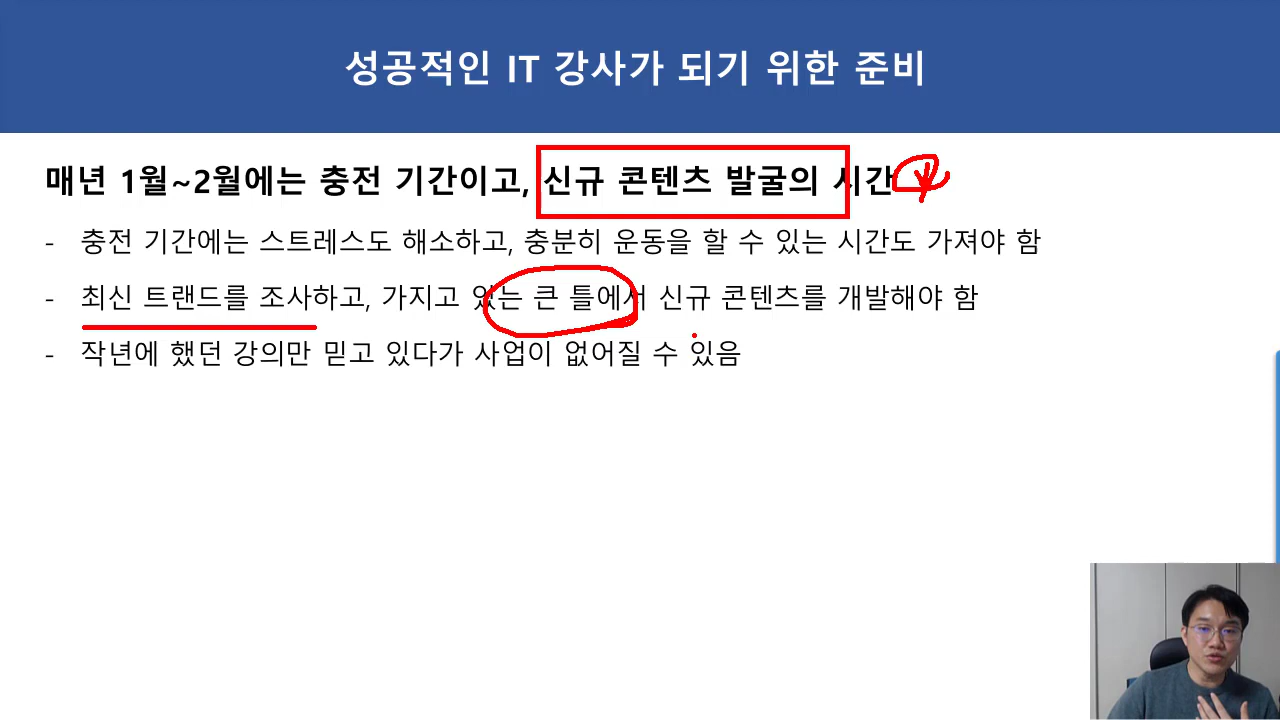 성공적인 IT 강사가 되기 위한 준비
매년 1월~2월에는 충전 기간이고, 신규 콘텐츠 발굴의 시간
- 충전 기간에는 스트레스도 해소하고, 충분히 운동을 할 수 있는 시간도 가져야 함
- 최신 트랜드를 조사하고, 가지고 있는 큰 틀에서 신규 콘텐츠를 개발해야 함
- 작년에 했던 강의만 믿고 있다가 사업이 없어질 수 있음